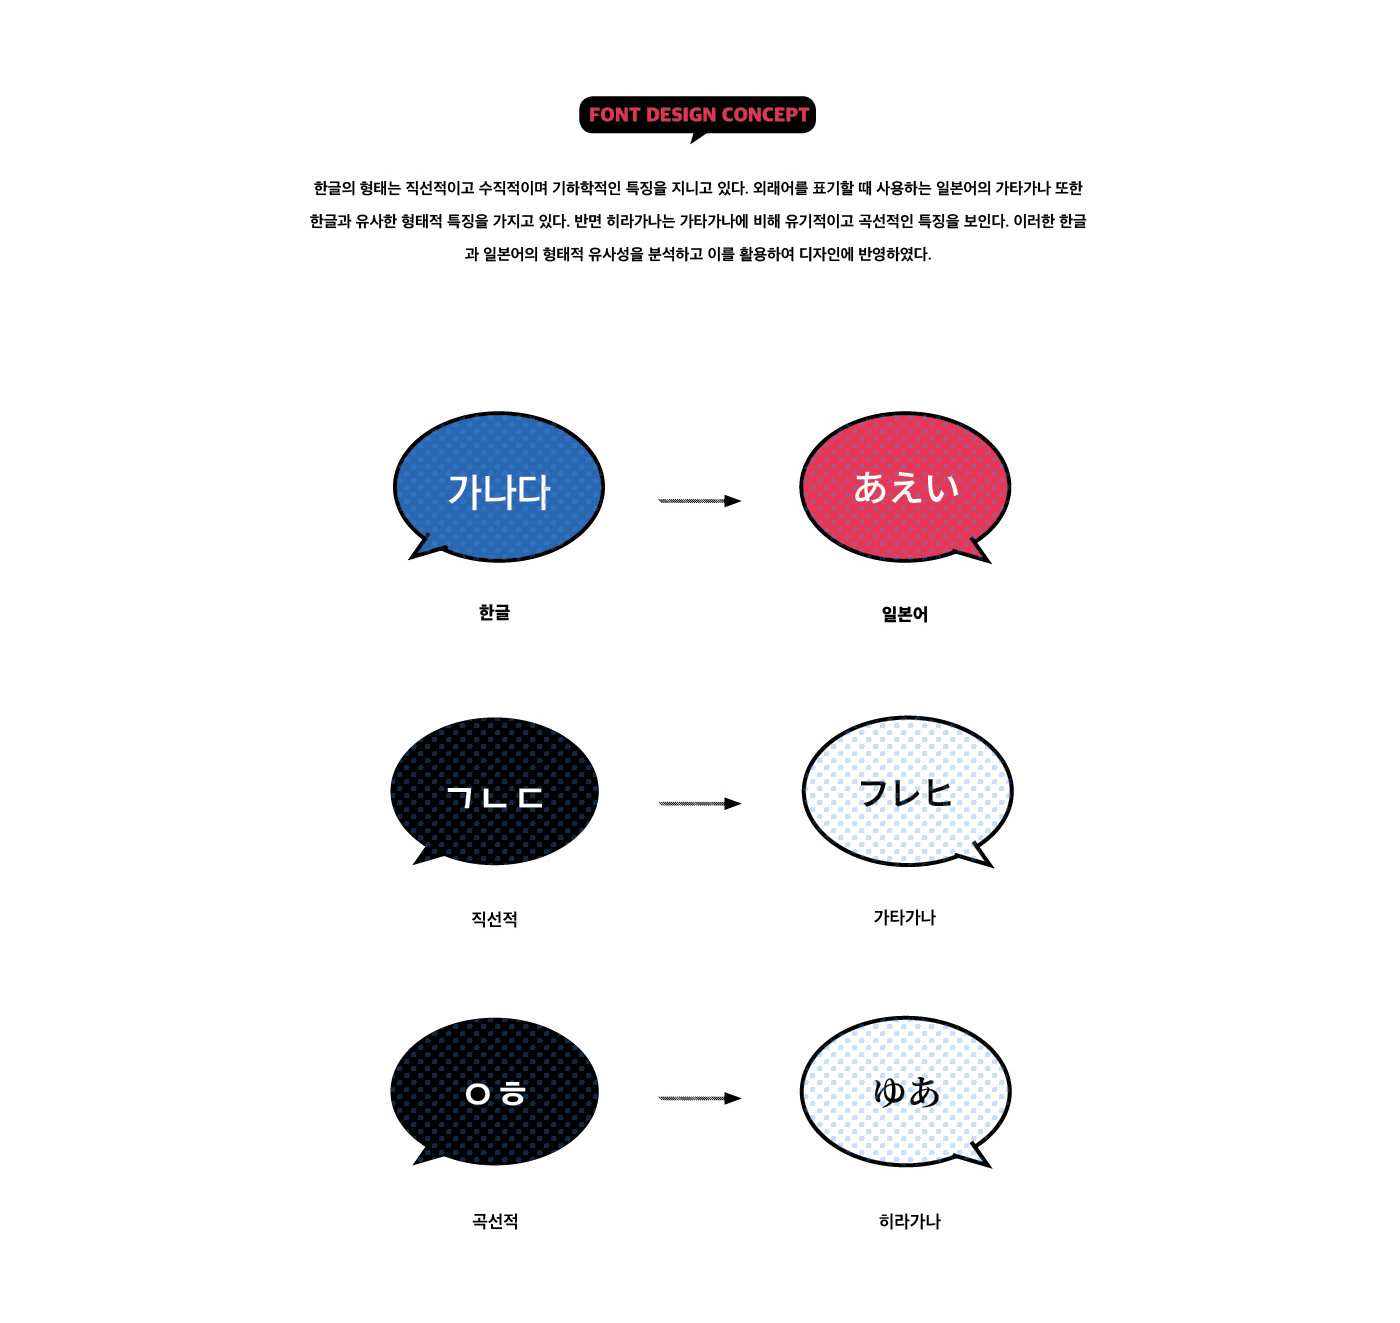 FONT DESIGN CONCEPT
한글의 형태는 직선적이고 수직적이며 기하학적인 특징을 지니고 있다. 외래어를 표기할 때 사용하는 일본어의 가타가나 또한
한글과 유사한 형태적 특징을 가지고 있다. 반면 히라가나는 가타가나에 비해 유기적이고 곡선적인 특징을 보인다. 이러한 한글
과 일본어의 형태적 유사성을 분석하고 이를 활용하여 디자인에 반영하였다.
가나다
あえい
한글
일본어
ㄱㄴㄷ
フレヒ
직선적
가타가나
ㅇㅎ
ゆあ
곡선적
히라가나